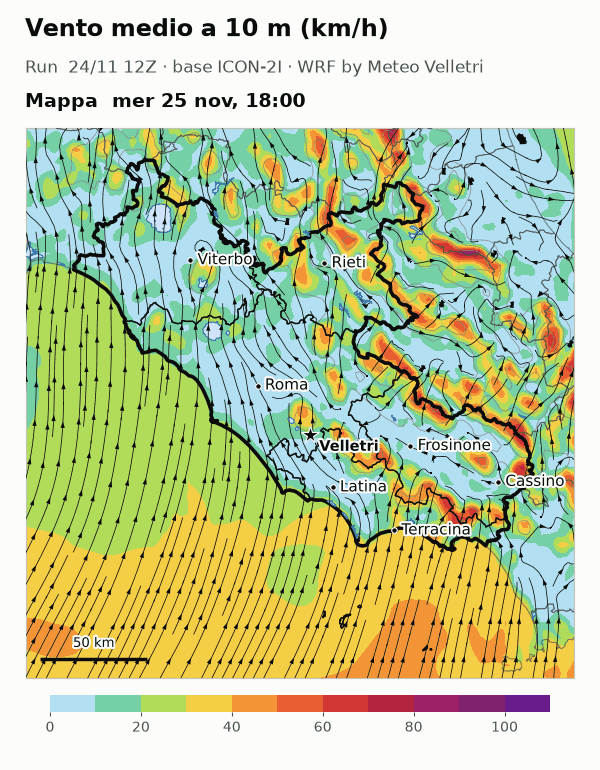 Vento medio a 10 m (km/h)
Run 24/11 12Z · base ICON-2I · WRF by Meteo Velletri
Mappa mer 25 nov, 18:00
Viterbo
Rieti
Roma
Velletri
Frosinone
Cassino
Latina
Terracina
50 km
0 20 40 60 80 100